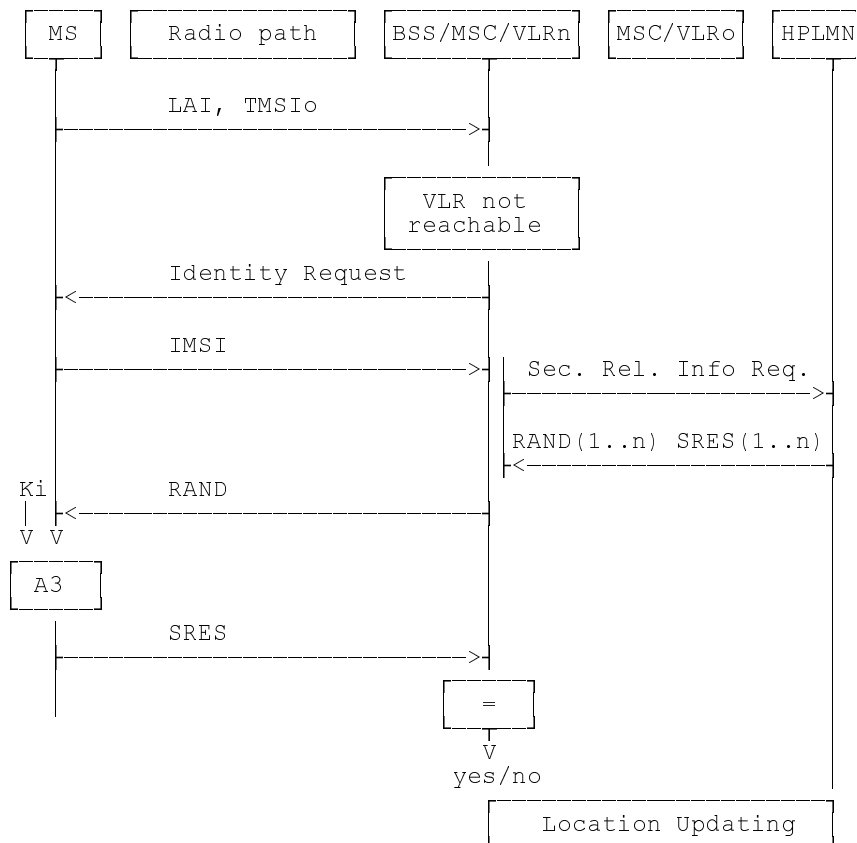 MS Radio path BSS/MSC/VLRn MSC/VLRo HPLMN
LAI, TMSIo
VLR not
reachable
Identity Request
IMSI
Sec. Rel. Info Req.
RAND(1..n) SRES(1..n)
Ki RAND
V V
A3
SRES
=
V
yes/no
Location Updating